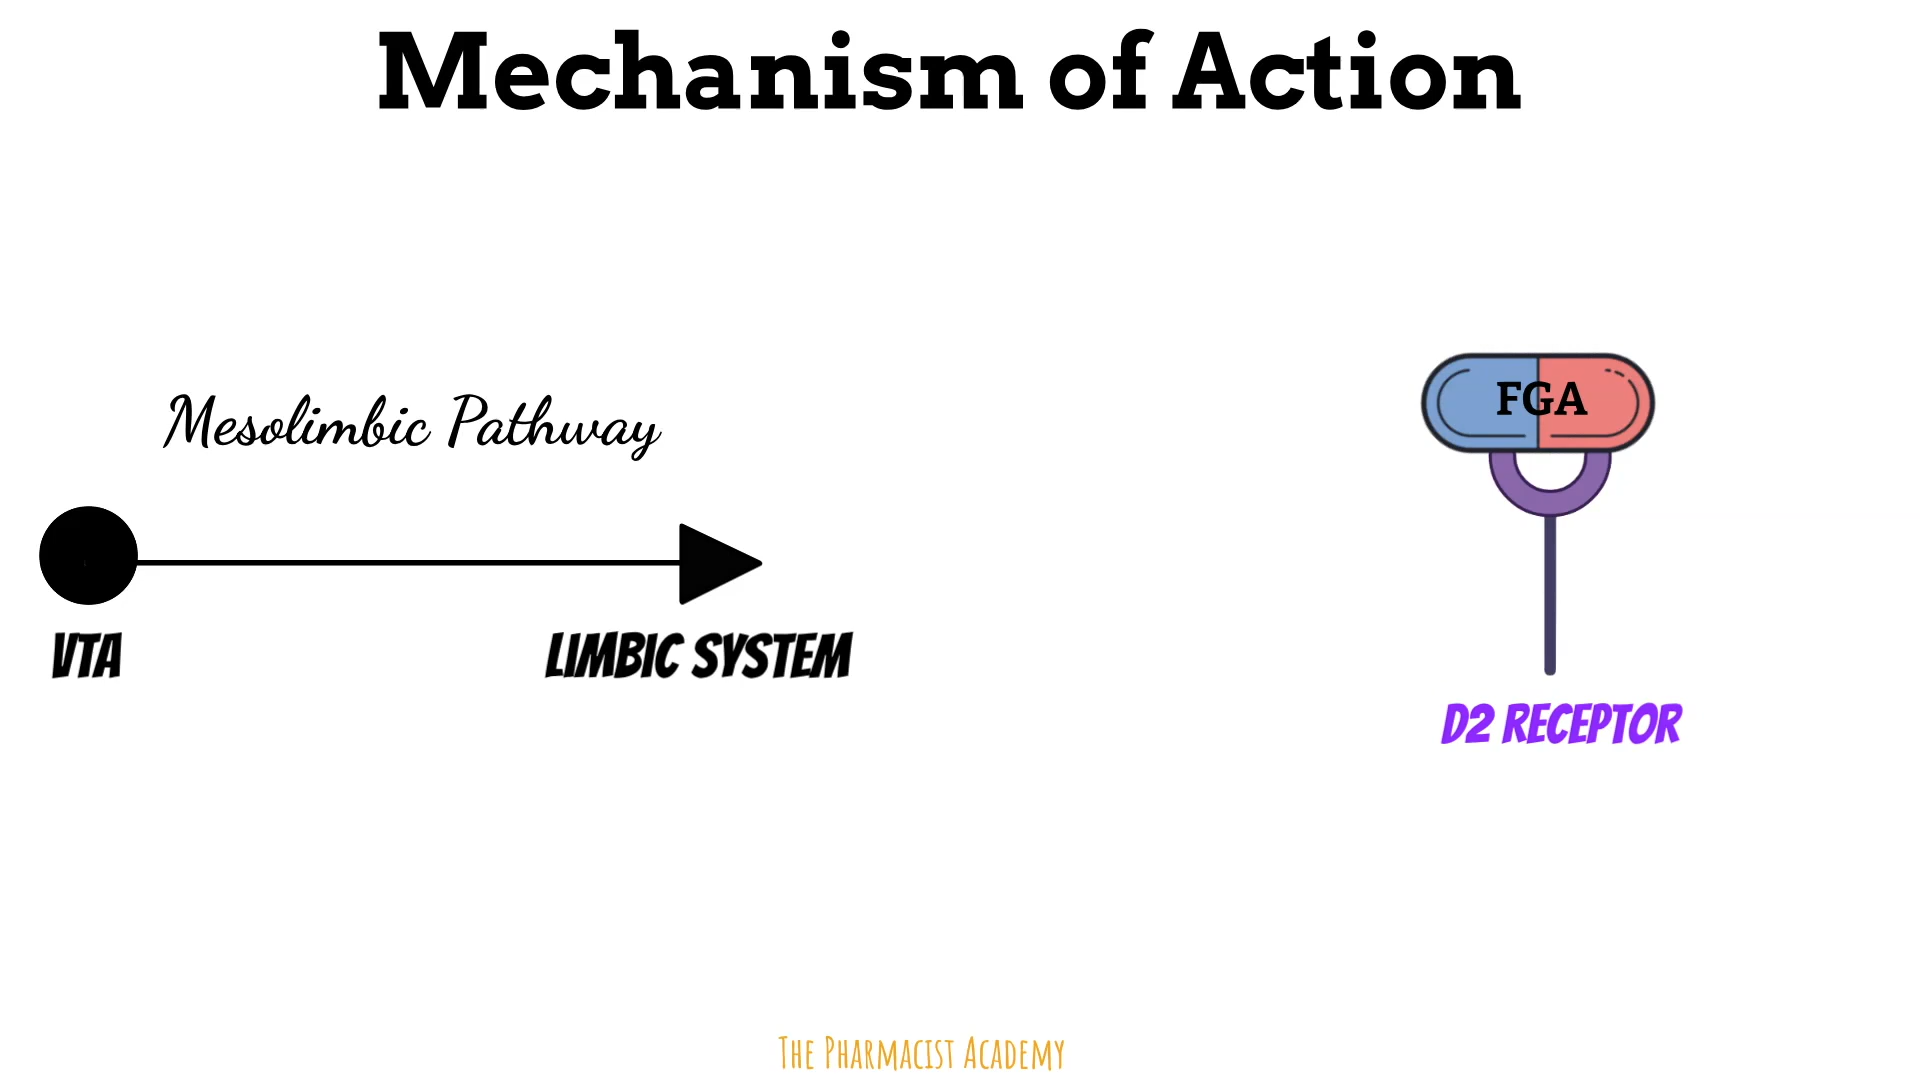 Mechanism of Action
Mesolimbic Pathway
FGA
VTA
LIMBIC SYSTEM
D2 RECEPTOR
The Pharmacist Academy